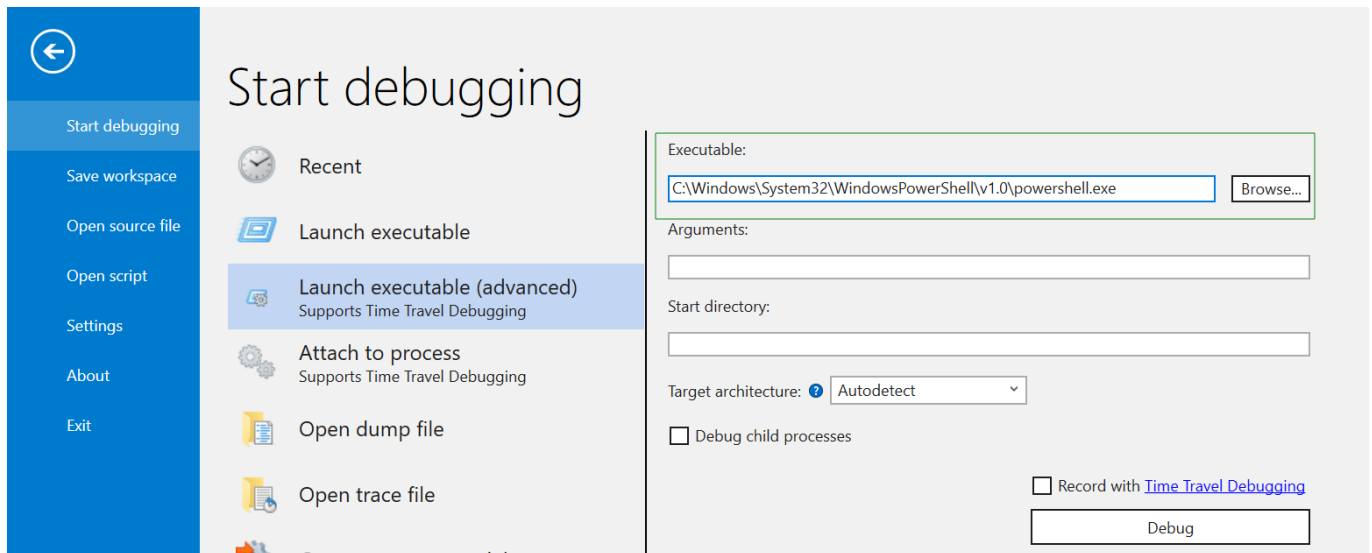 Start debugging
Save workspace
Open source file
Open script
Settings
About
Exit
Start debugging
Recent
Launch executable
Launch executable (advanced)
Supports Time Travel Debugging
Attach to process
Supports Time Travel Debugging
Open dump file
Open trace file
Executable:
C:\Windows\System32\WindowsPowerShell\v1.0\powershell.exe
Browse...
Arguments:
Start directory:
Target architecture: ? Autodetect
Debug child processes
Record with Time Travel Debugging
Debug